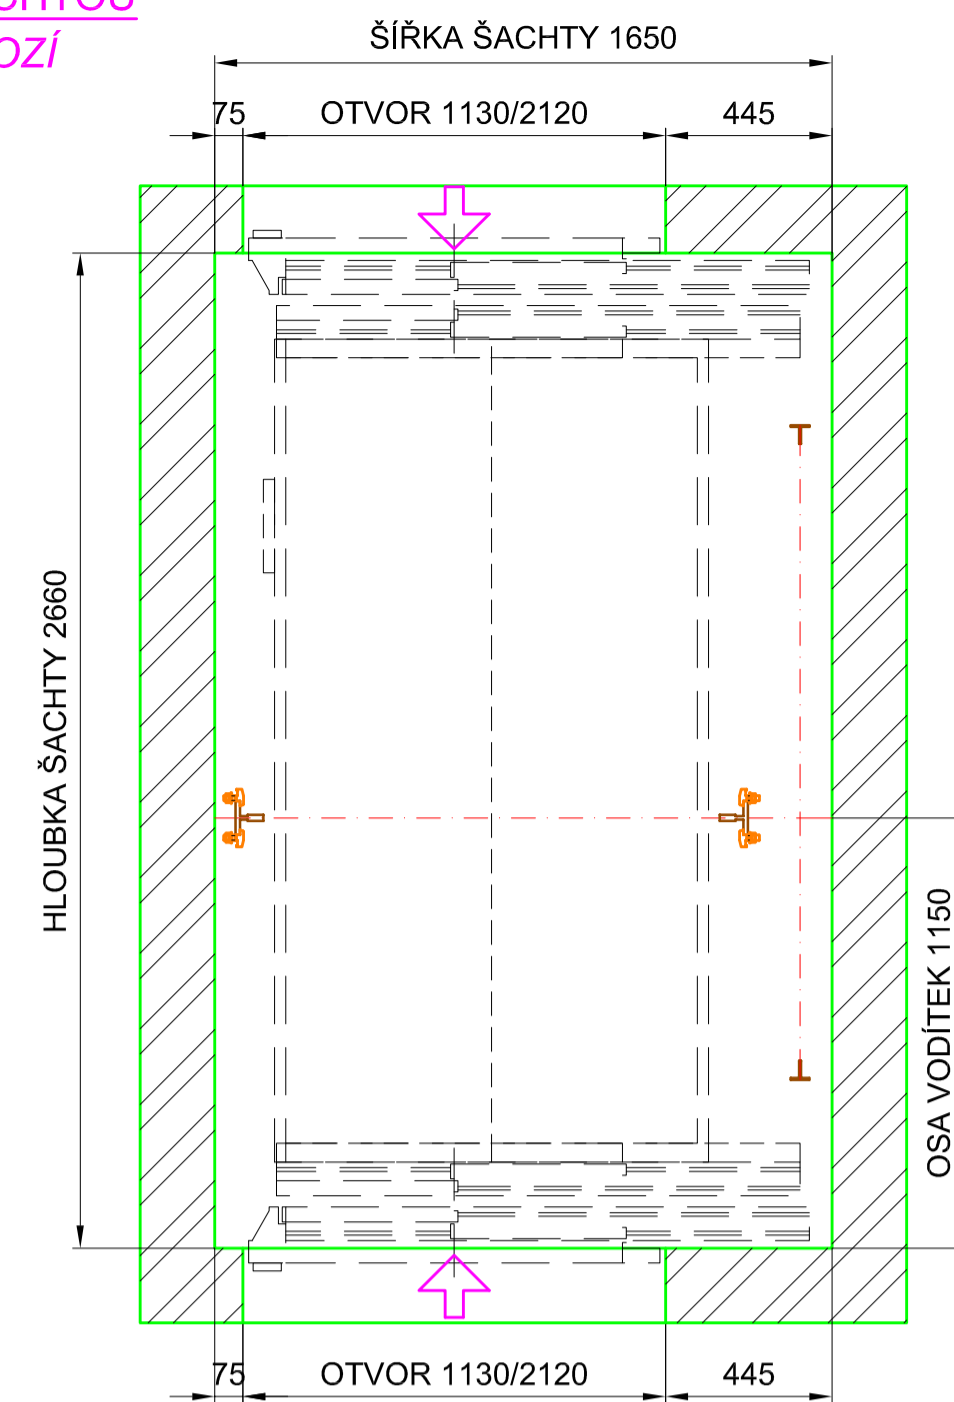 OZÍ
ŠÍŘKA ŠACHTY 1650
75
OTVOR 1130/2120
445
HLOUBKA ŠACHTY 2660
OSA VODÍTEK 1150
75
OTVOR 1130/2120
445